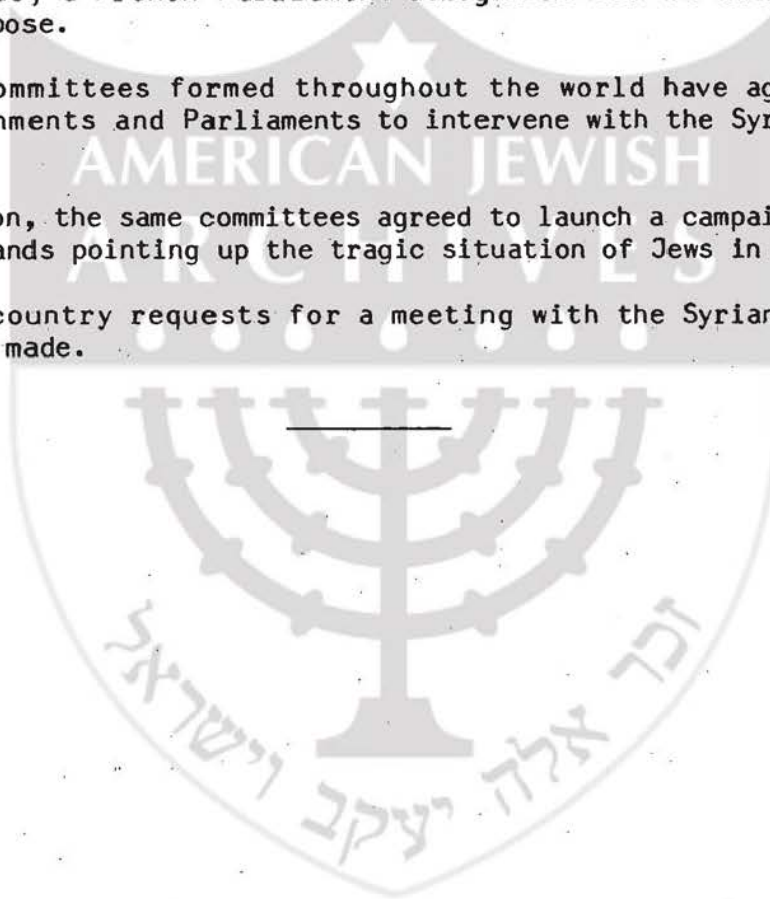 pose.
ommittees formed throughout the world have ag
nments and Parliaments to intervene with the Syr
AMERICAN JEWISH
on, the same committees agreed to launch a campai
ands pointing up the tragic situation of Jews in
ARCHIVES
country requests for a meeting with the Syrian
made.
זכר אלה יעקב וישראל